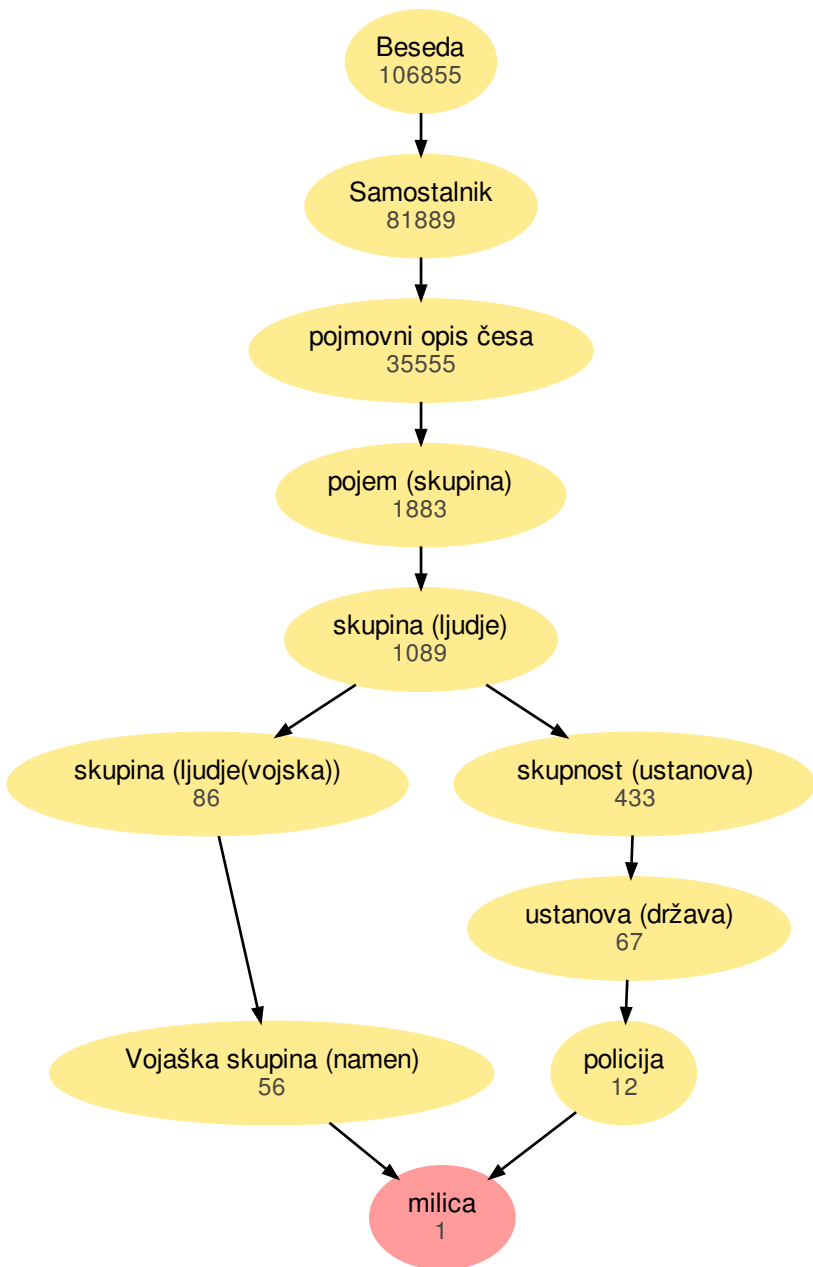 Beseda
106855
Samostalnik
81889
pojmovni opis česa
35555
pojem (skupina)
1883
skupina (ljudje)
1089
skupina (ljudje(vojska))
86
skupnost (ustanova)
433
ustanova (država)
67
Vojaška skupina (namen)
56
policija
12
milica
1